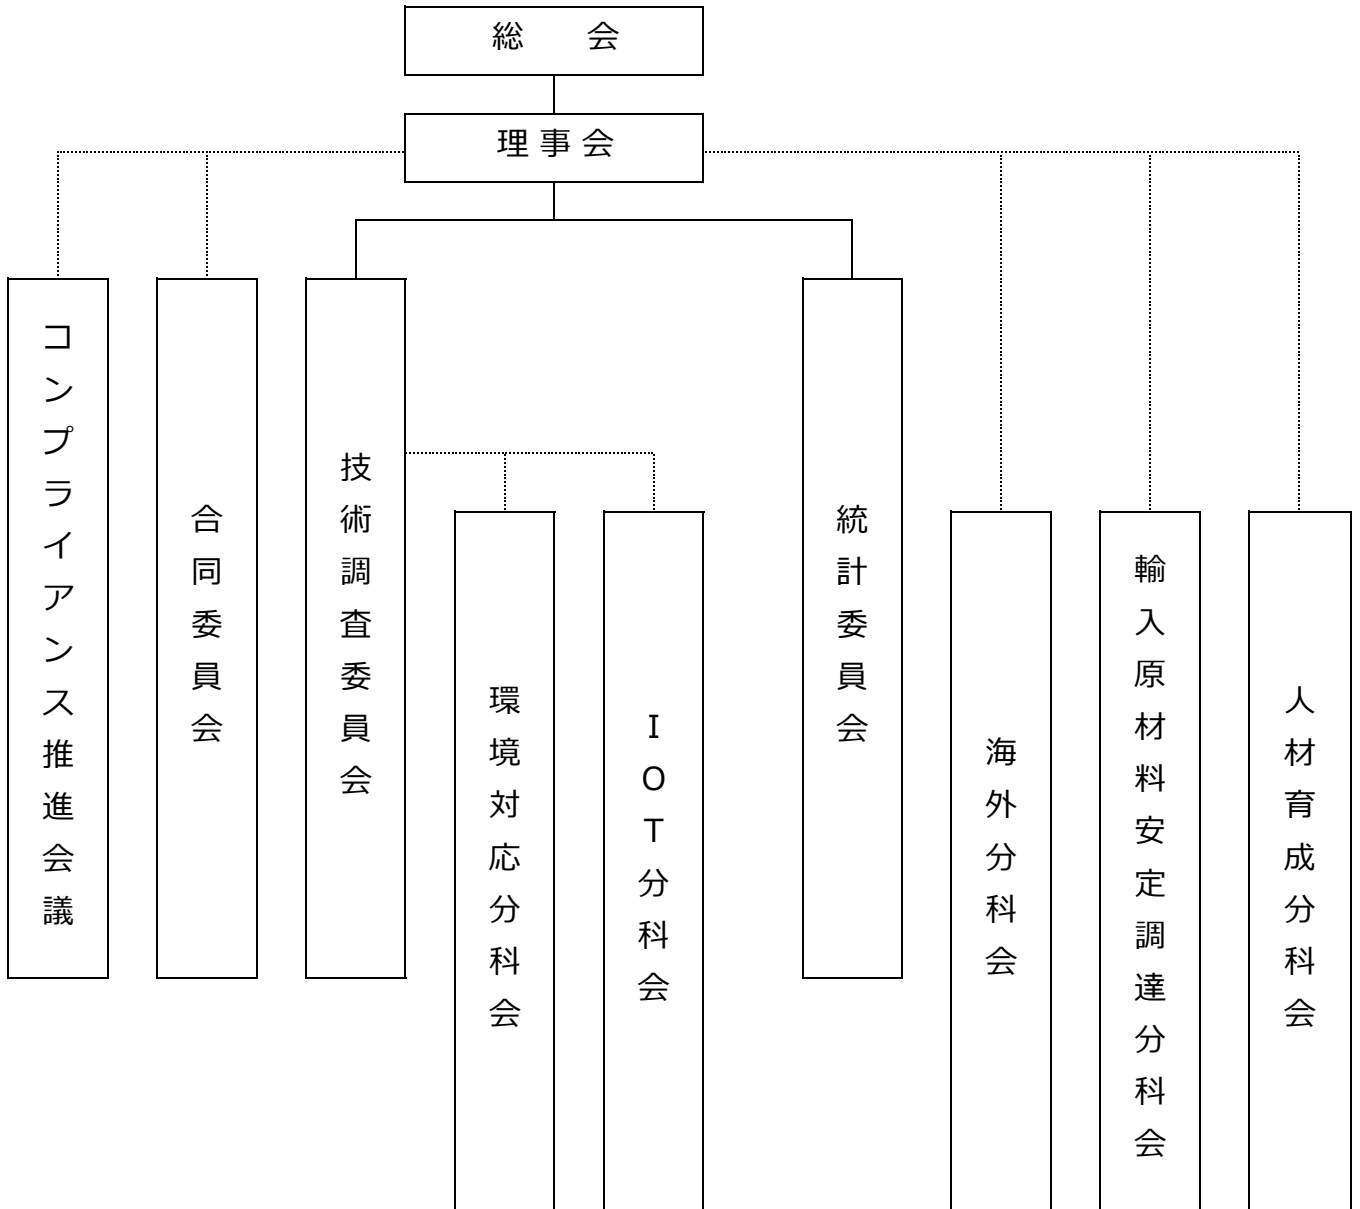 総　　会
理事会
コンプライアンス推進会議
合同委員会
技術調査委員会
環境対応分科会
IOT分科会
統計委員会
海外分科会
輸入原材料安定調達分科会
人材育成分科会